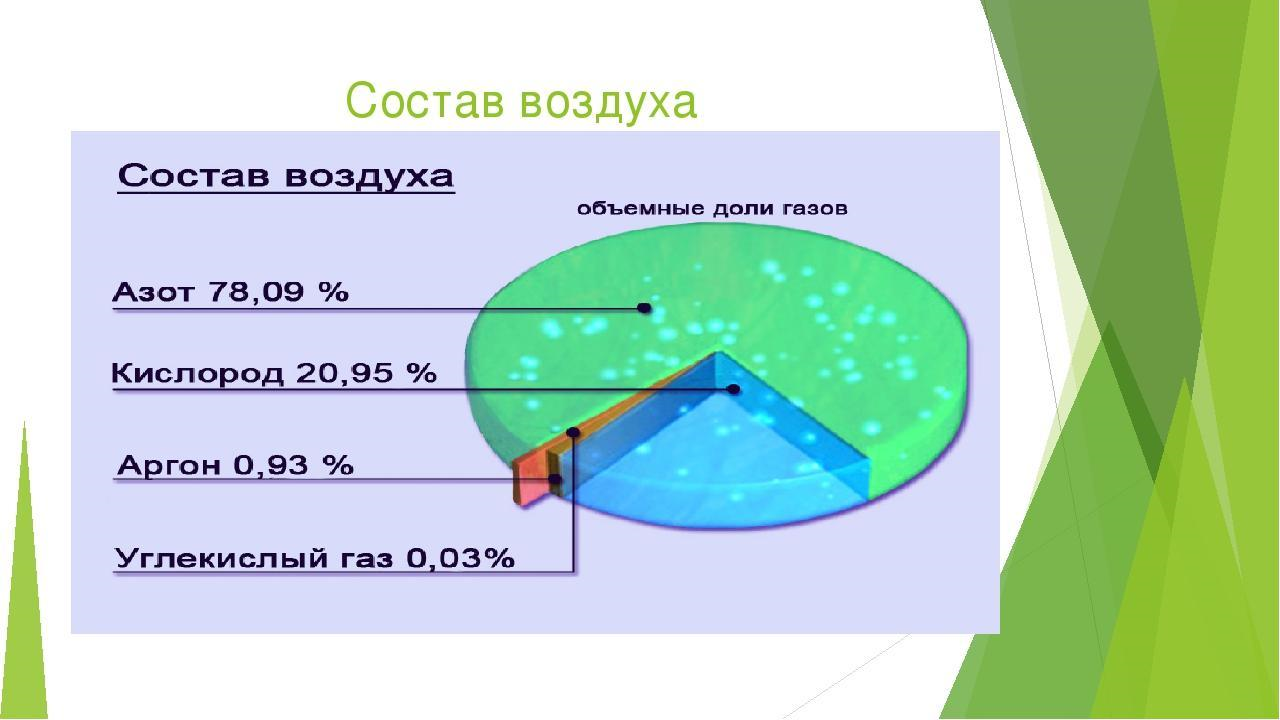 Состав воздуха
Состав воздуха
объемные доли газов
Азот 78,09 %
Кислород 20,95 %
Аргон 0,93 %
Углекислый газ 0,03%